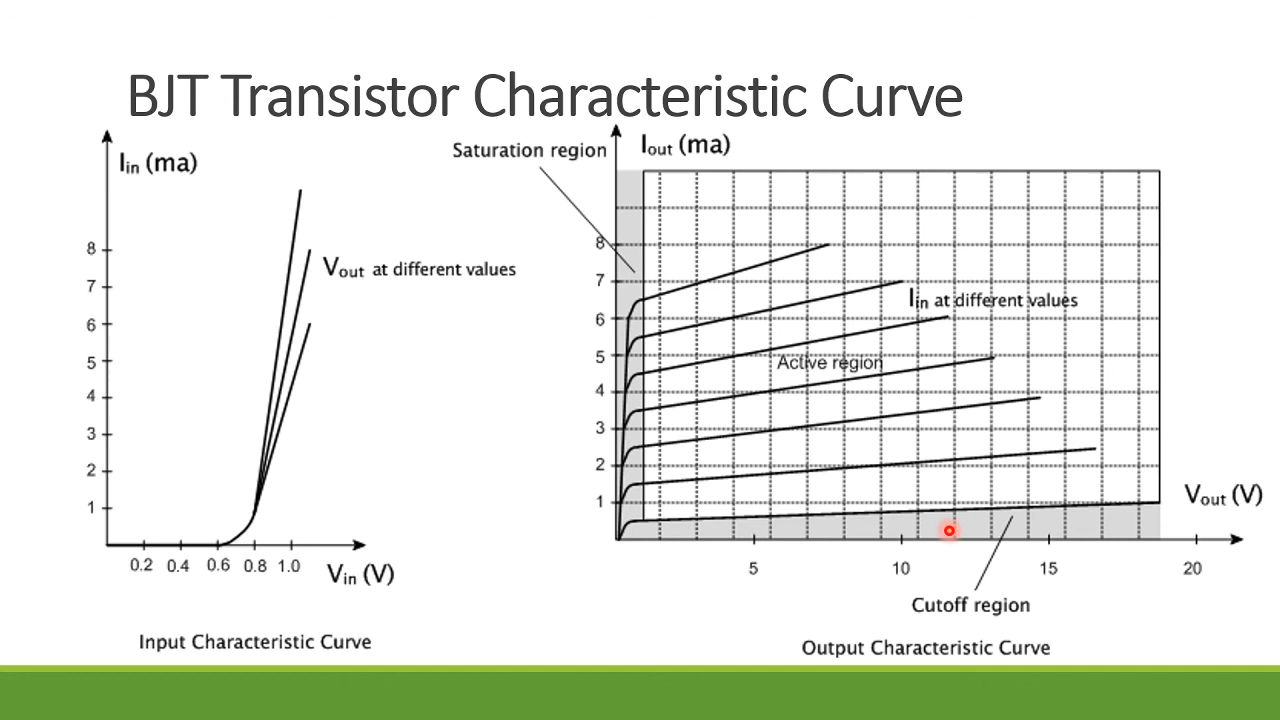 BJT Transistor Characteristic Curve
Iin (ma)
8
7
6
5
4
3
2
1
Vout at different values
0.2 0.4 0.6 0.8 1.0
Vin (V)
Input Characteristic Curve
Saturation region
Iout (ma)
8
7
6
5
4
3
2
1
Iin at different values
Active region
Vout (V)
5 10 15 20
Cutoff region
Output Characteristic Curve